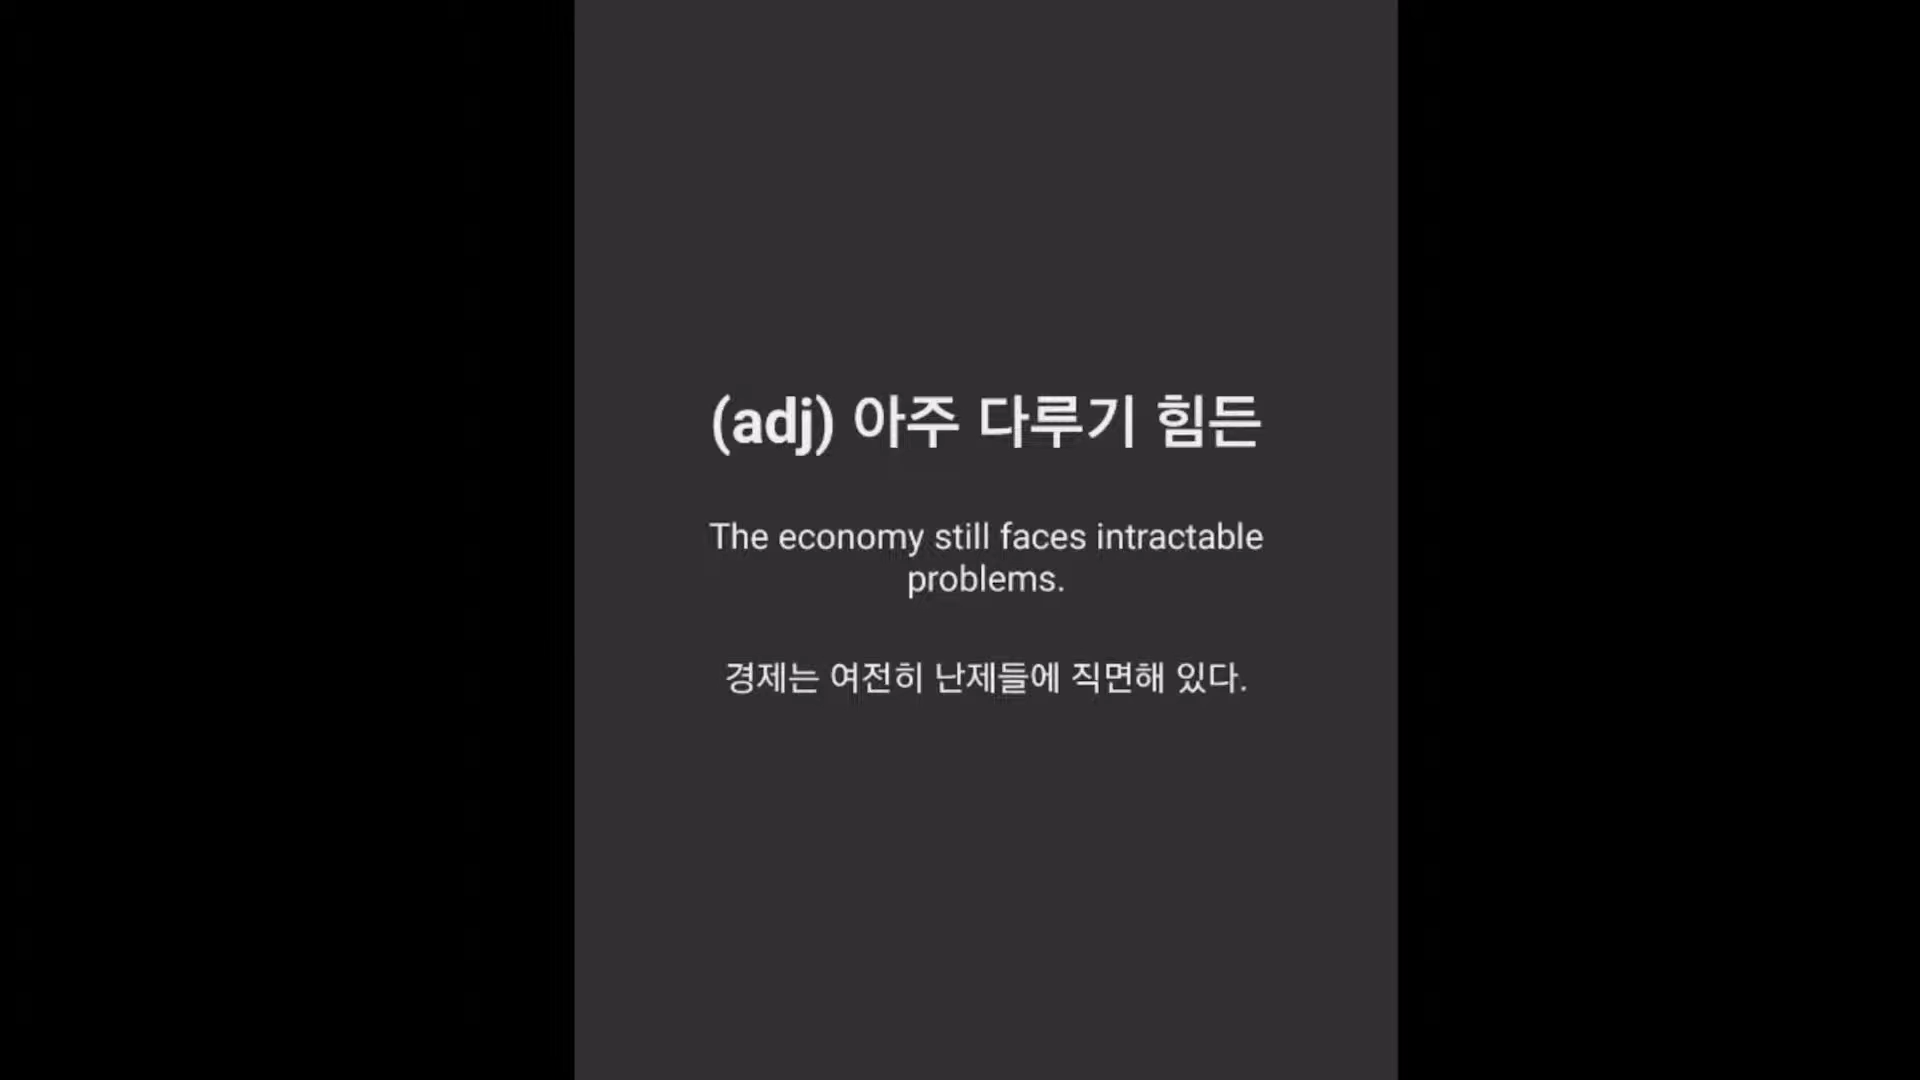 (adj) 아주 다루기 힘든
The economy still faces intractable
problems.
경제는 여전히 난제들에 직면해 있다.